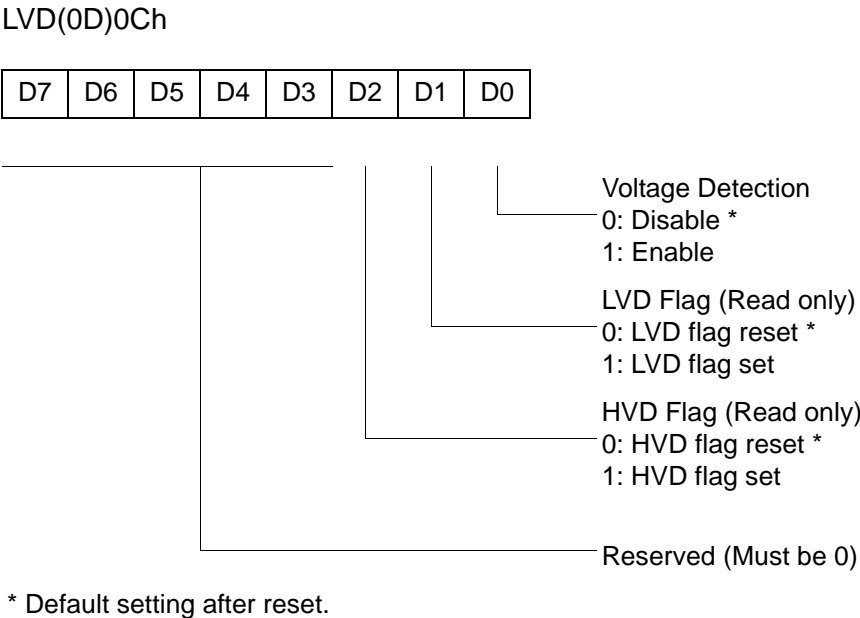 LVD(0D)0Ch
D7 D6 D5 D4 D3 D2 D1 D0
Voltage Detection
0: Disable *
1: Enable
LVD Flag (Read only)
0: LVD flag reset *
1: LVD flag set
HVD Flag (Read only)
0: HVD flag reset *
1: HVD flag set
Reserved (Must be 0)
* Default setting after reset.